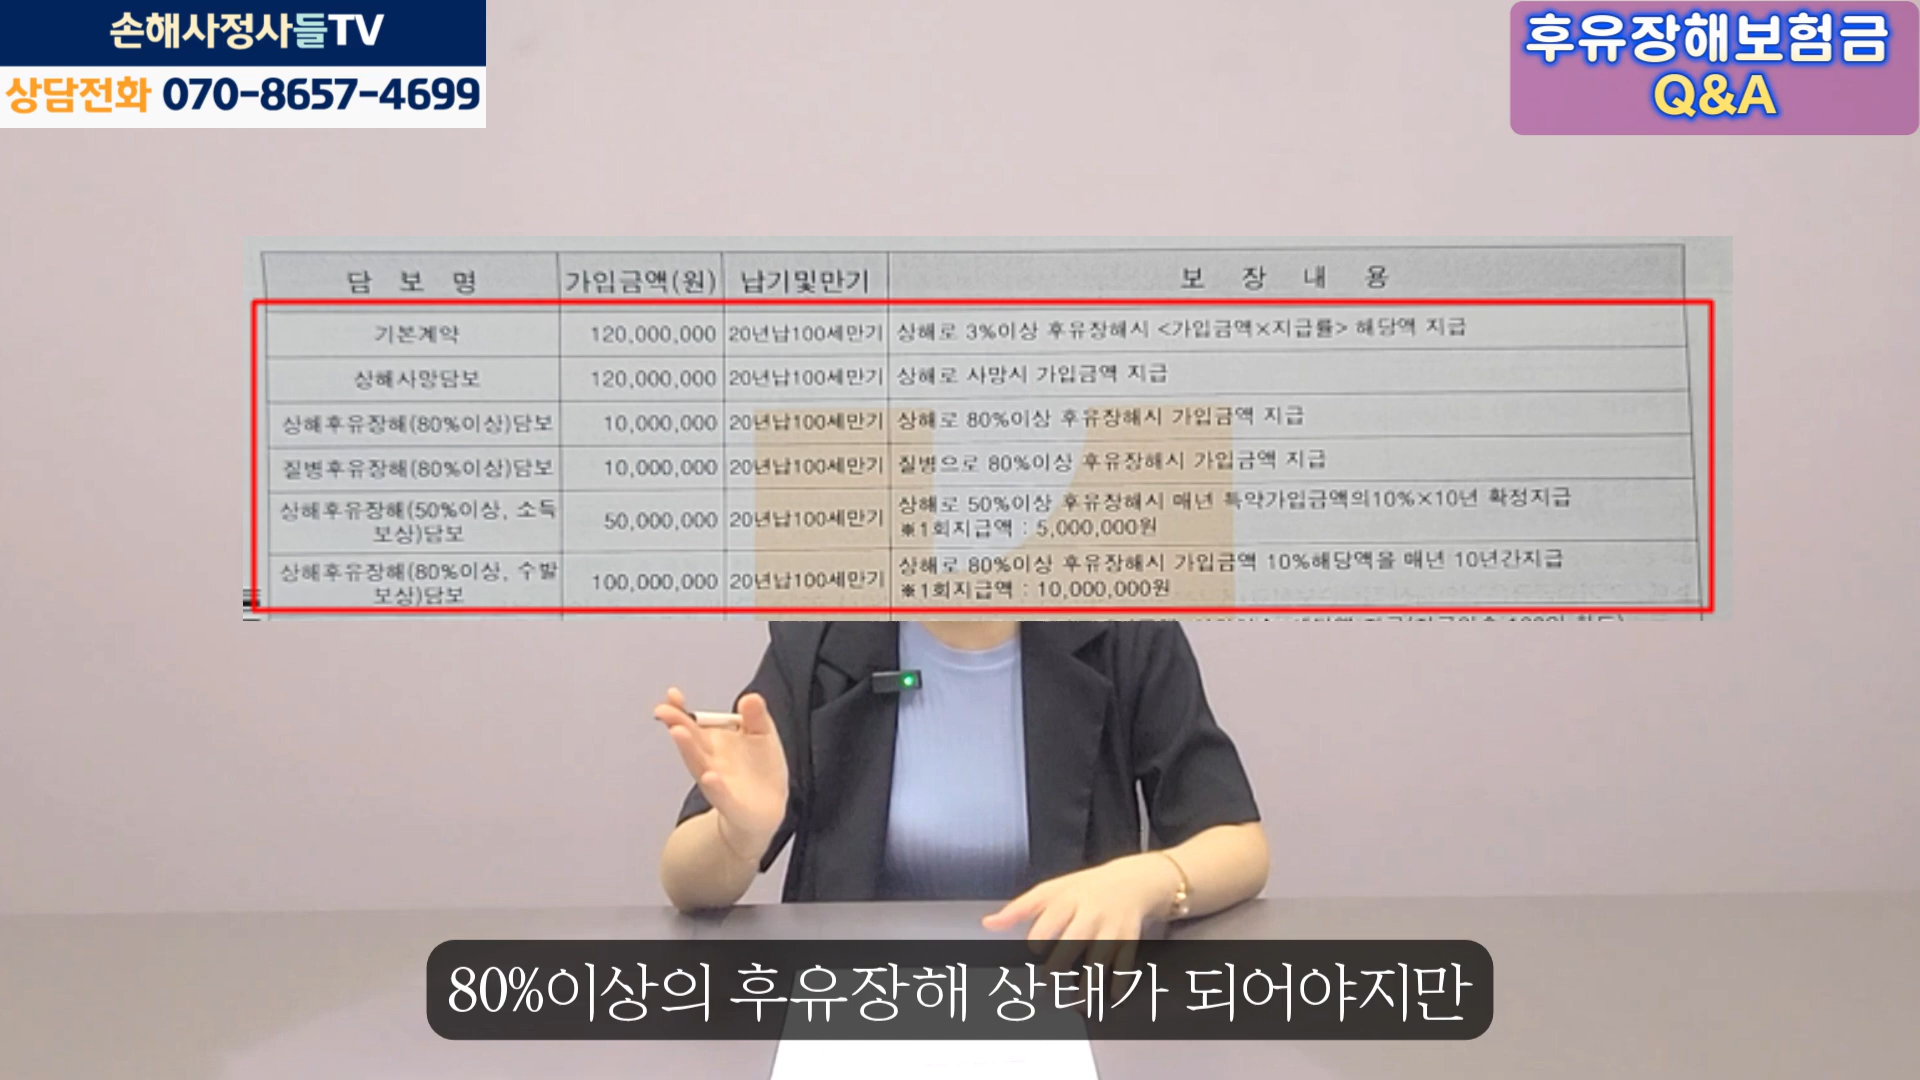 손해사정사들TV
상담전화 070-8657-4699
후유장해보험금
Q&A
담 보 명 가입금액(원) 납기및만기 보 장 내 용
기본계약 120,000,000 20년납100세만기 상해로 3%이상 후유장해시 <가입금액×지급률> 해당액 지급
상해사망담보 120,000,000 20년납100세만기 상해로 사망시 가입금액 지급
상해후유장해(80%이상)담보 10,000,000 20년납100세만기 상해로 80%이상 후유장해시 가입금액 지급
질병후유장해(80%이상)담보 10,000,000 20년납100세만기 질병으로 80%이상 후유장해시 가입금액 지급
상해후유장해(50%이상, 소득
보상)담보 50,000,000 20년납100세만기 상해로 50%이상 후유장해시 매년 특약가입금액의10%×10년 확정지급
※1회지급액 : 5,000,000원
상해후유장해(80%이상, 수발
보상)담보 100,000,000 20년납100세만기 상해로 80%이상 후유장해시 가입금액 10%해당액을 매년 10년간지급
※1회지급액 : 10,000,000원
80%이상의 후유장해 상태가 되어야지만